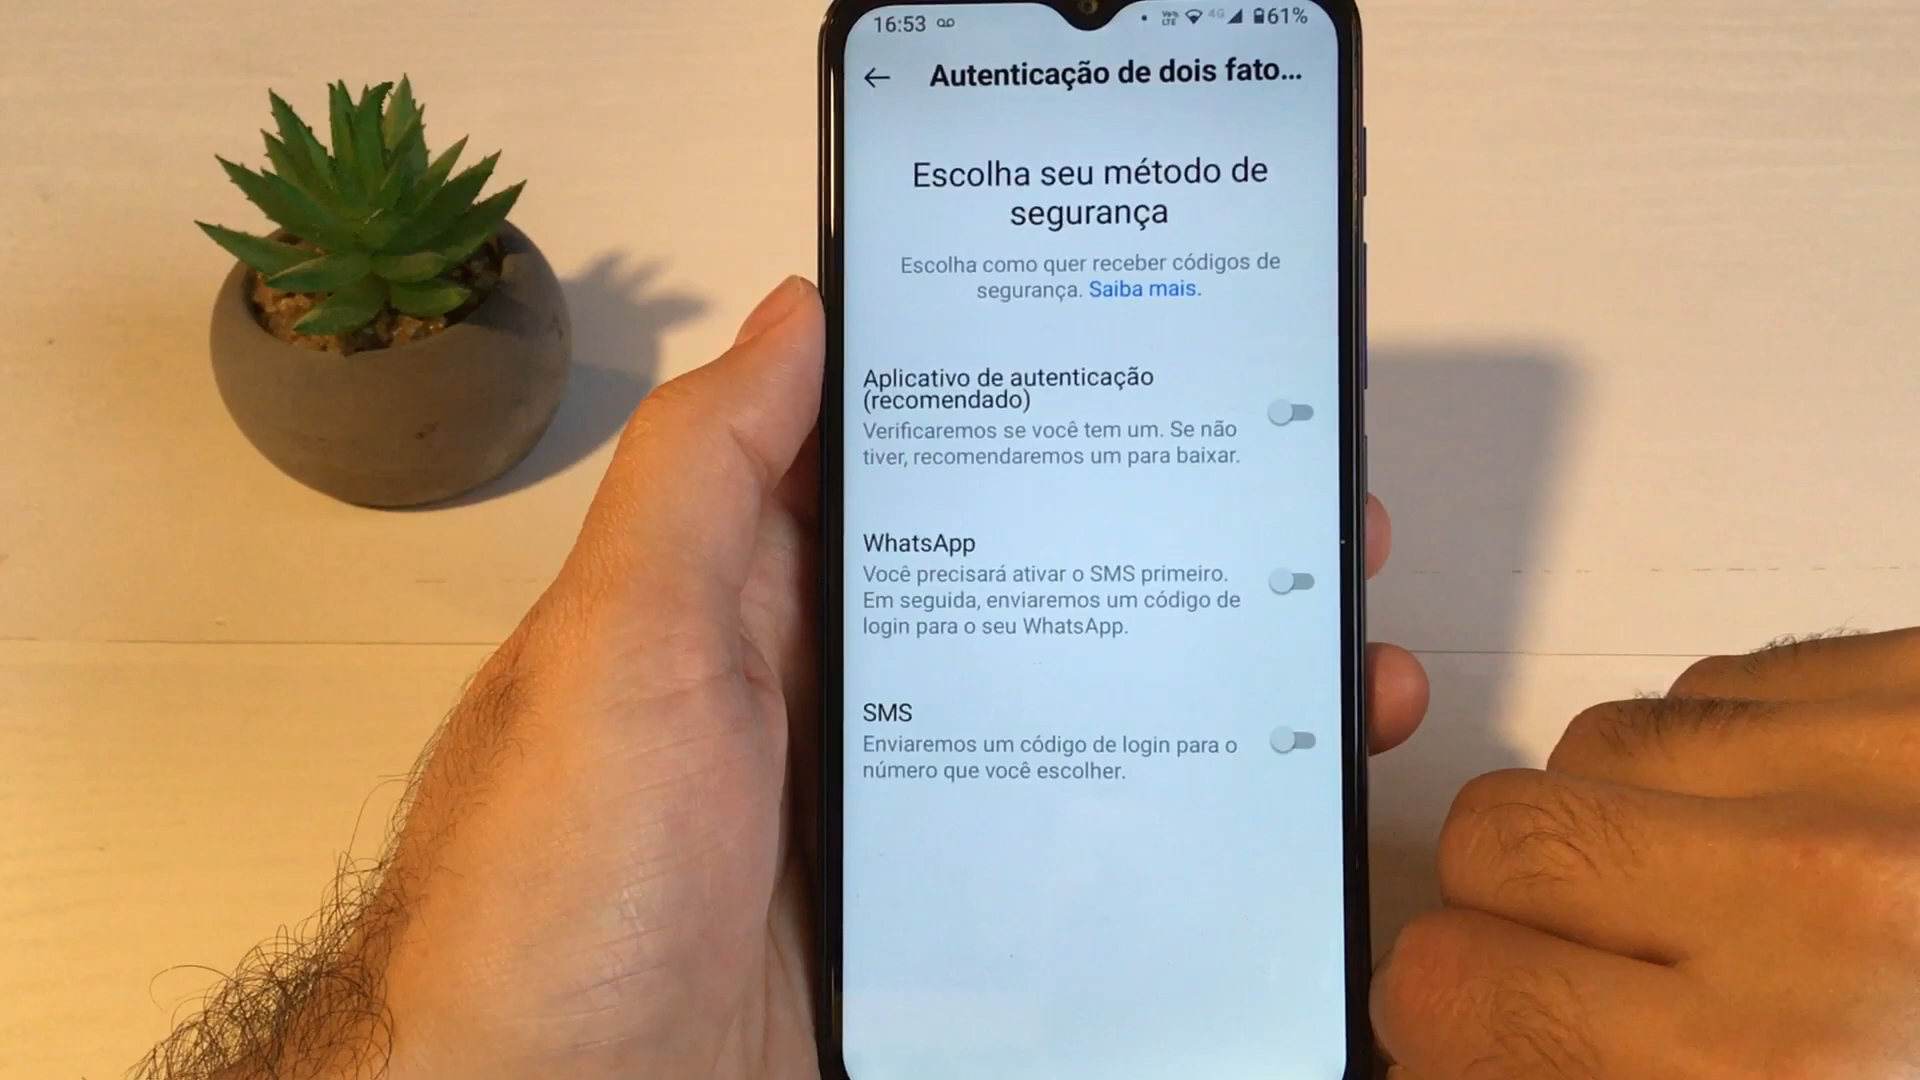 16:53
4G 61%
Autenticação de dois fato...
Escolha seu método de
segurança
Escolha como quer receber códigos de
segurança. Saiba mais.
Aplicativo de autenticação
(recomendado)
Verificaremos se você tem um. Se não
tiver, recomendaremos um para baixar.
WhatsApp
Você precisará ativar o SMS primeiro.
Em seguida, enviaremos um código de
login para o seu WhatsApp.
SMS
Enviaremos um código de login para o
número que você escolher.